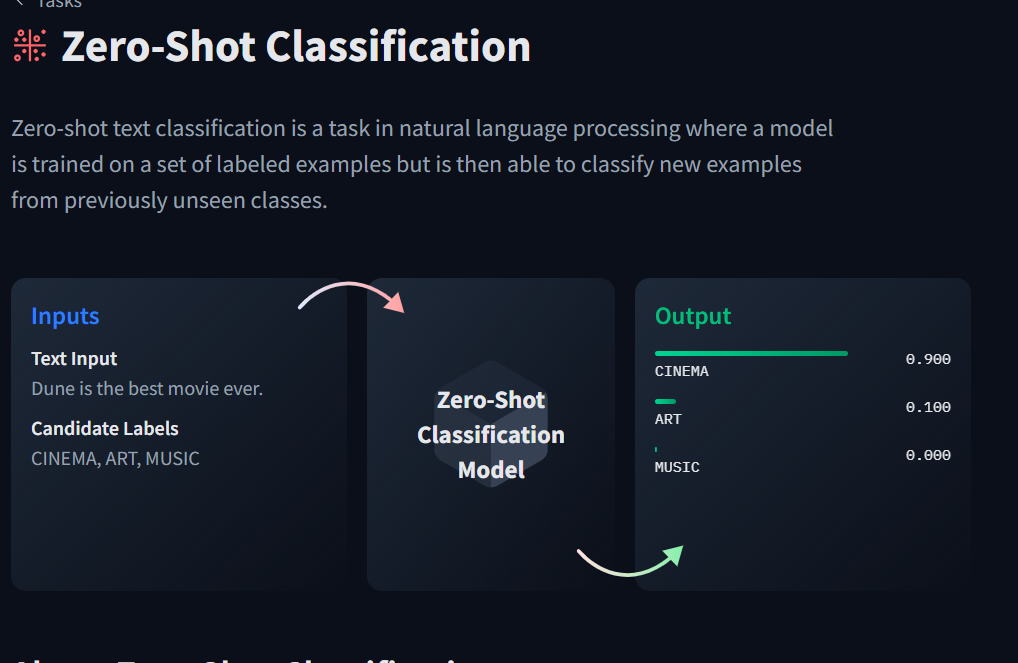 Tasks
Zero-Shot Classification
Zero-shot text classification is a task in natural language processing where a model
is trained on a set of labeled examples but is then able to classify new examples
from previously unseen classes.
Inputs
Text Input
Dune is the best movie ever.
Candidate Labels
CINEMA, ART, MUSIC
Zero-Shot
Classification
Model
Output
CINEMA 0.900
ART 0.100
MUSIC 0.000